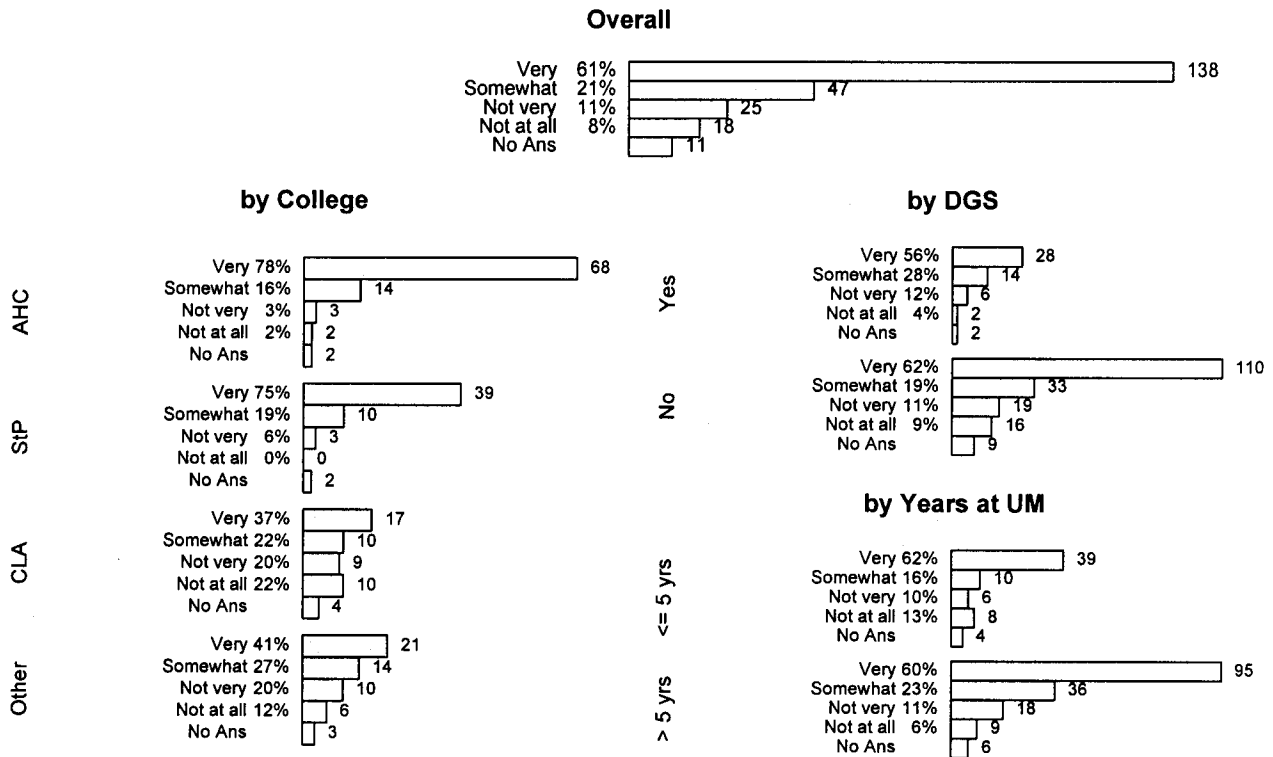 Overall
Very 61% 138
Somewhat 21% 47
Not very 11% 25
Not at all 8% 18
No Ans 11
by College
AHC
Very 78% 68
Somewhat 16% 14
Not very 3% 3
Not at all 2% 2
No Ans 2
StP
Very 75% 39
Somewhat 19% 10
Not very 6% 3
Not at all 0% 0
No Ans 2
CLA
Very 37% 17
Somewhat 22% 10
Not very 20% 9
Not at all 22% 10
No Ans 4
Other
Very 41% 21
Somewhat 27% 14
Not very 20% 10
Not at all 12% 6
No Ans 3
by DGS
Yes
Very 56% 28
Somewhat 28% 14
Not very 12% 6
Not at all 4% 2
No Ans 2
No
Very 62% 110
Somewhat 19% 33
Not very 11% 19
Not at all 9% 16
No Ans 9
by Years at UM
<= 5 yrs
Very 62% 39
Somewhat 16% 10
Not very 10% 6
Not at all 13% 8
No Ans 4
> 5 yrs
Very 60% 95
Somewhat 23% 36
Not very 11% 18
Not at all 6% 9
No Ans 6